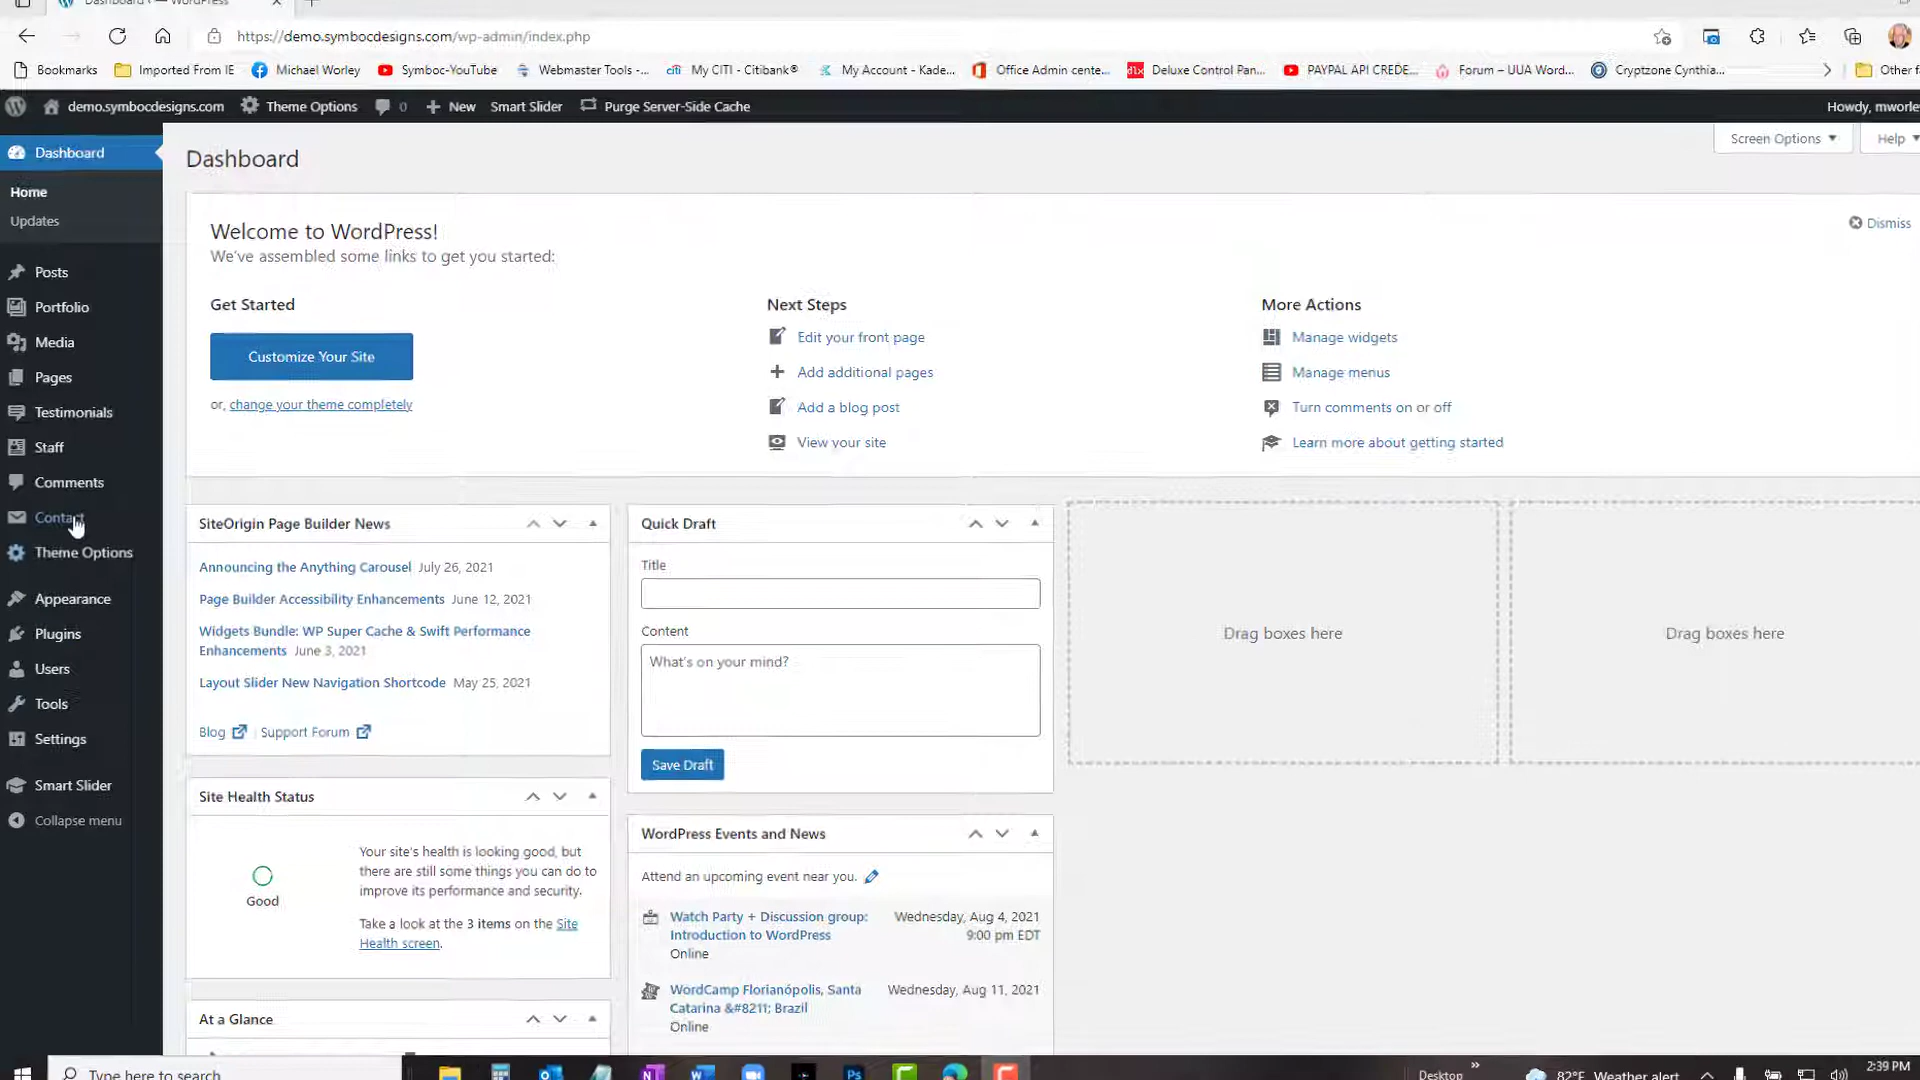 https://demo.symbocdesigns.com/wp-admin/index.php
Bookmarks Imported From IE Michael Worley Symboc-YouTube Webmaster Tools -... My CITI - Citibank® My Account - Kade... Office Admin cente... Deluxe Control Pan... PAYPAL API CREDE... Forum – UUA Word... Cryptzone Cynthia...
demo.symbocdesigns.com Theme Options 0 New Smart Slider Purge Server-Side Cache
Dashboard
Home
Updates
Posts
Portfolio
Media
Pages
Testimonials
Staff
Comments
Contact
Theme Options
Appearance
Plugins
Users
Tools
Settings
Smart Slider
Collapse menu
Screen Options Help
Dashboard
Welcome to WordPress!
Dismiss
We've assembled some links to get you started:
Get Started
Customize Your Site
or, change your theme completely
Next Steps
Edit your front page
Add additional pages
Add a blog post
View your site
More Actions
Manage widgets
Manage menus
Turn comments on or off
Learn more about getting started
SiteOrigin Page Builder News
Announcing the Anything Carousel July 26, 2021
Page Builder Accessibility Enhancements June 12, 2021
Widgets Bundle: WP Super Cache & Swift Performance
Enhancements June 3, 2021
Layout Slider New Navigation Shortcode May 25, 2021
Blog | Support Forum
Site Health Status
Good
Your site's health is looking good, but
there are still some things you can do to
improve its performance and security.
Take a look at the 3 items on the Site
Health screen.
At a Glance
Quick Draft
Title
Content
What's on your mind?
Save Draft
WordPress Events and News
Attend an upcoming event near you.
Watch Party + Discussion group: Wednesday, Aug 4, 2021
Introduction to WordPress 9:00 pm EDT
Online
WordCamp Florianópolis, Santa Wednesday, Aug 11, 2021
Catarina &#8211; Brazil
Online
Drag boxes here
Drag boxes here
Type here to search
Desktop
82°F Weather alert
2:39 PM